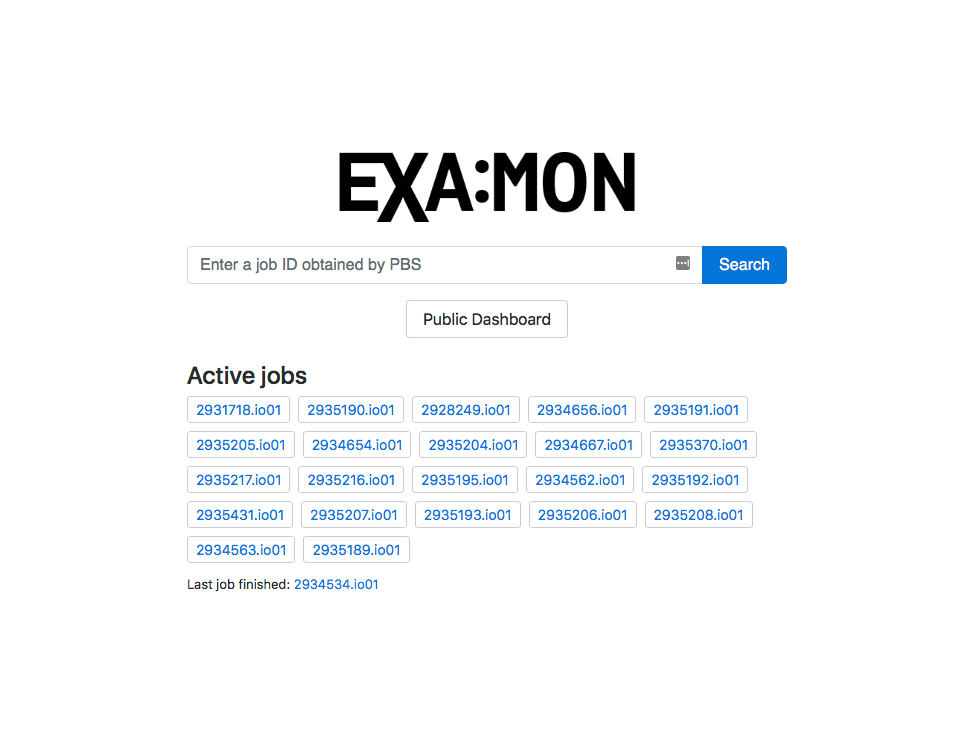 EXA:MON
Enter a job ID obtained by PBS Search
Public Dashboard
Active jobs
2931718.io01 2935190.io01 2928249.io01 2934656.io01 2935191.io01
2935205.io01 2934654.io01 2935204.io01 2934667.io01 2935370.io01
2935217.io01 2935216.io01 2935195.io01 2934562.io01 2935192.io01
2935431.io01 2935207.io01 2935193.io01 2935206.io01 2935208.io01
2934563.io01 2935189.io01
Last job finished: 2934534.io01